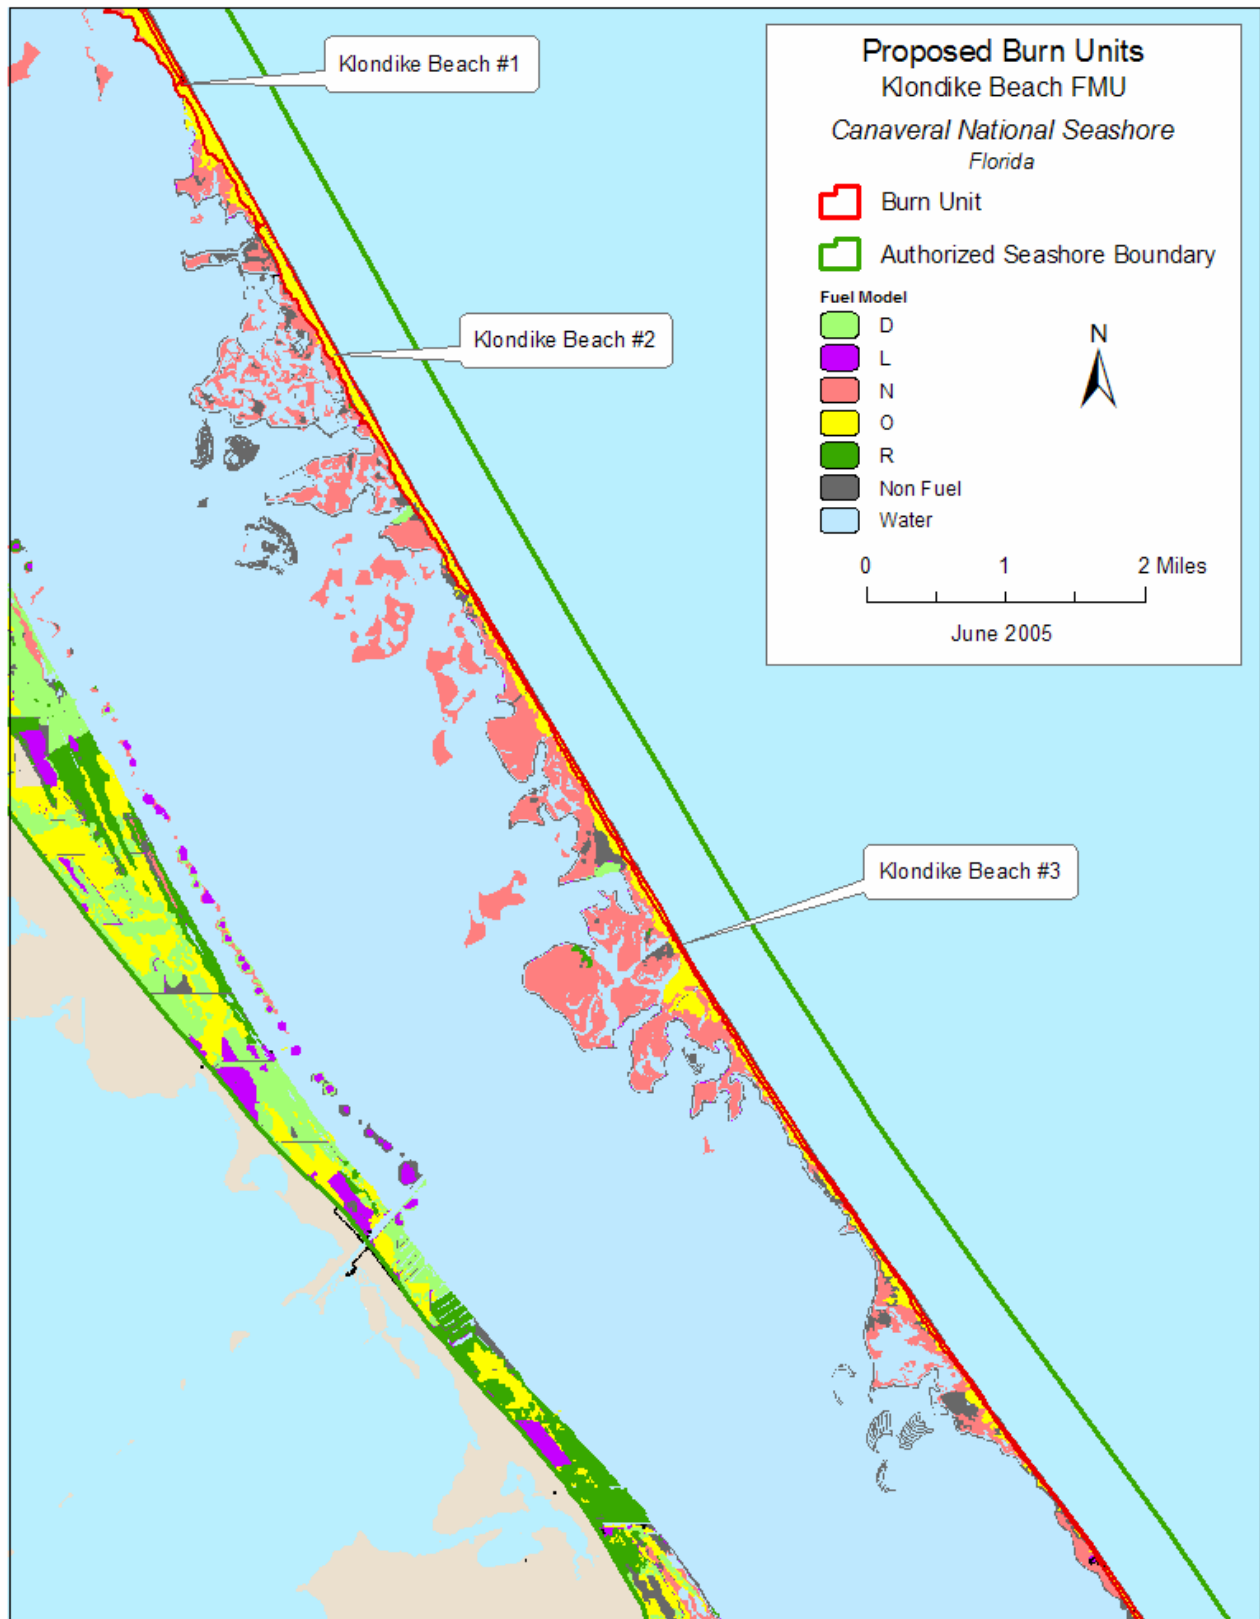 Proposed Burn Units
Klondike Beach FMU
Canaveral National Seashore
Florida
Burn Unit
Authorized Seashore Boundary
Fuel Model
D
L
N
O
R
Non Fuel
Water
N
0 1 2 Miles
June 2005
Klondike Beach #1
Klondike Beach #2
Klondike Beach #3